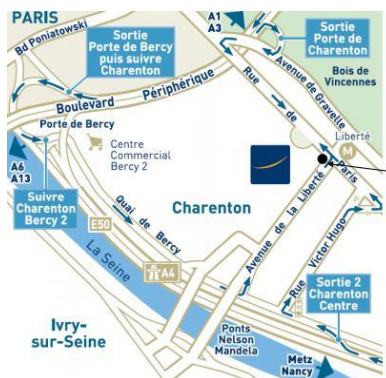 PARIS
Bd Poniatowski
Sortie
Porte de Bercy
puis suivre
Charenton
A1
A3
Sortie
Porte de
Charenton
Bois de
Vincennes
Avenue de Gravelle
Rue de Paris
Boulevard Périphérique
Porte de Bercy
Centre
Commercial
Bercy 2
Liberté
M
A6
A13
Suivre
Charenton
Bercy 2
Charenton
Quai de Bercy
E50
A4
La Seine
Avenue de la Liberté
Rue Victor Hugo
Sortie 2
Charenton
Centre
Ivry-
sur-Seine
Ponts
Nelson
Mandela
Metz
Nancy